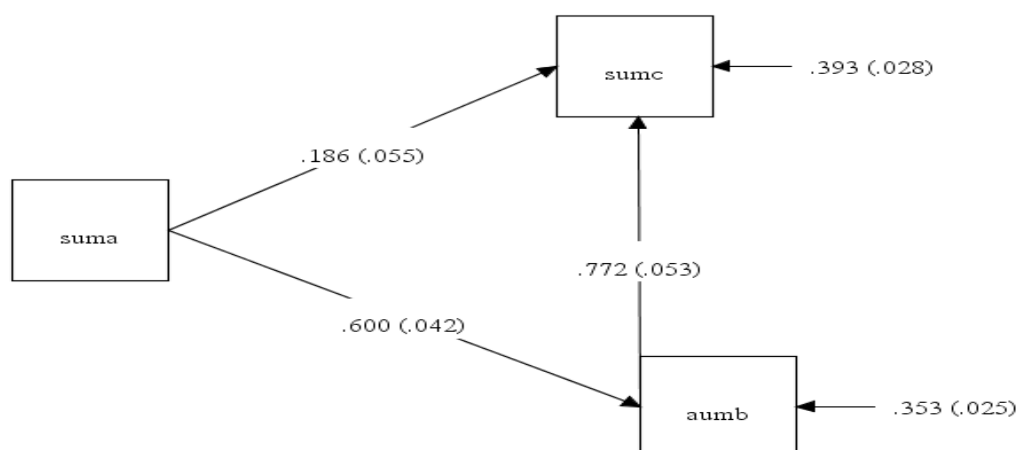 sumc
.393 (.028)
.186 (.055)
suma
.772 (.053)
.600 (.042)
aumb
.353 (.025)